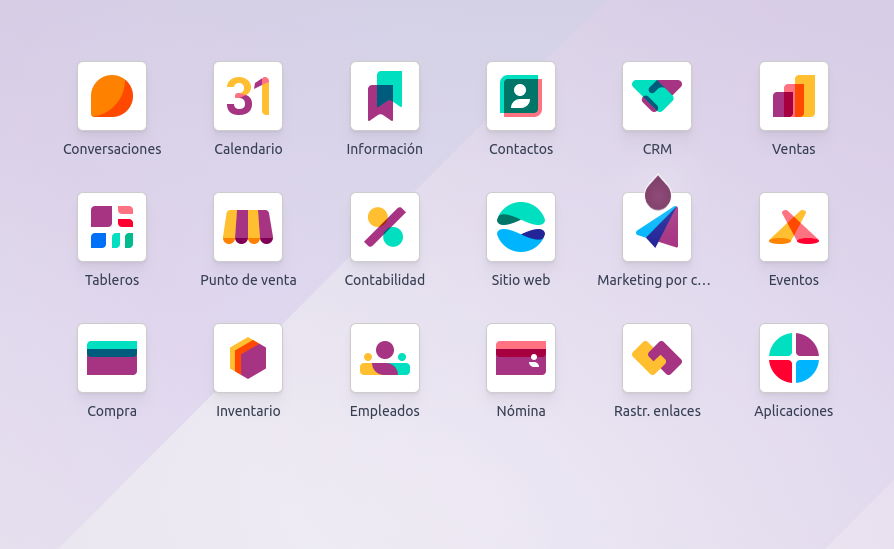 31
Conversaciones
Calendario
Información
Contactos
CRM
Ventas
Tableros
Punto de venta
Contabilidad
Sitio web
Marketing por c...
Eventos
Compra
Inventario
Empleados
Nómina
Rastr. enlaces
Aplicaciones